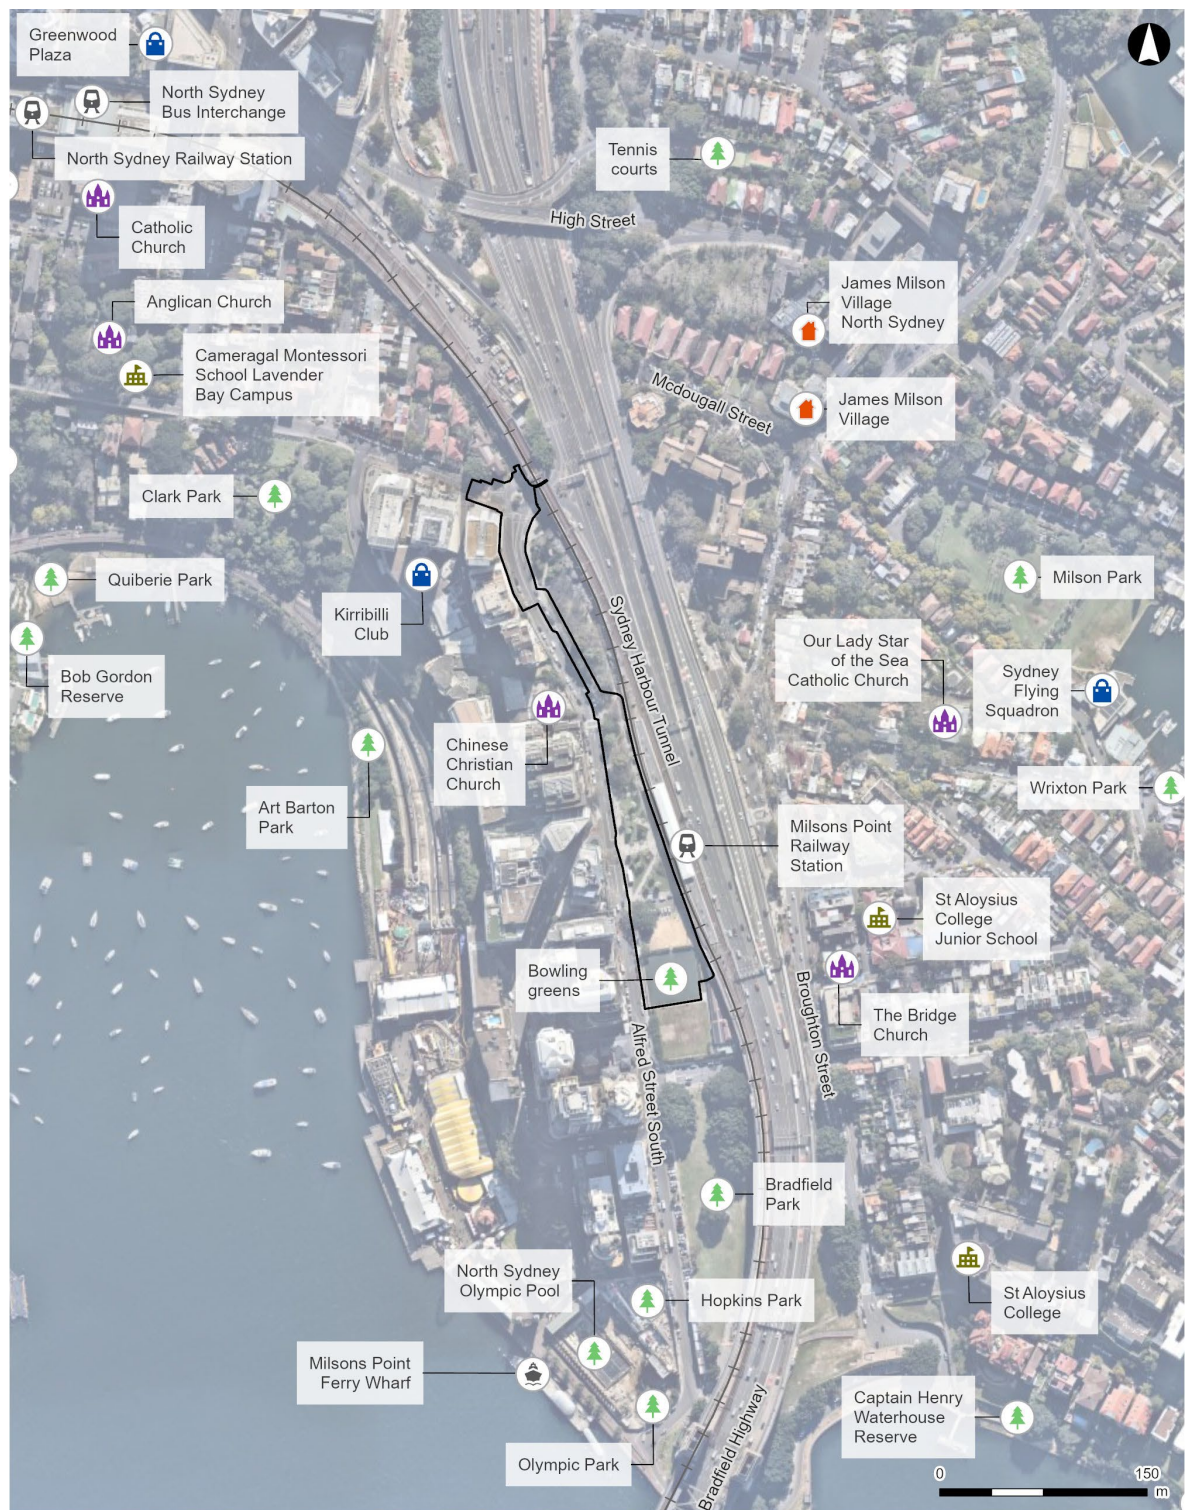 Greenwood
Plaza
North Sydney
Bus Interchange
North Sydney Railway Station
Tennis
courts
Catholic
Church
High Street
Anglican Church
James Milson
Village
North Sydney
Cameragal Montessori
School Lavender
Bay Campus
Mcdougall Street
James Milson
Village
Clark Park
Quiberie Park
Milson Park
Kirribilli
Club
Sydney Harbour Tunnel
Our Lady Star
of the Sea
Catholic Church
Sydney
Flying
Squadron
Bob Gordon
Reserve
Chinese
Christian
Church
Art Barton
Park
Wrixton Park
Milsons Point
Railway
Station
St Aloysius
College
Junior School
Bowling
greens
Broughton Street
The Bridge
Church
Alfred Street South
Bradfield
Park
North Sydney
Olympic Pool
Hopkins Park
St Aloysius
College
Milsons Point
Ferry Wharf
Captain Henry
Waterhouse
Reserve
Bradfield Highway
Olympic Park
0 150
m